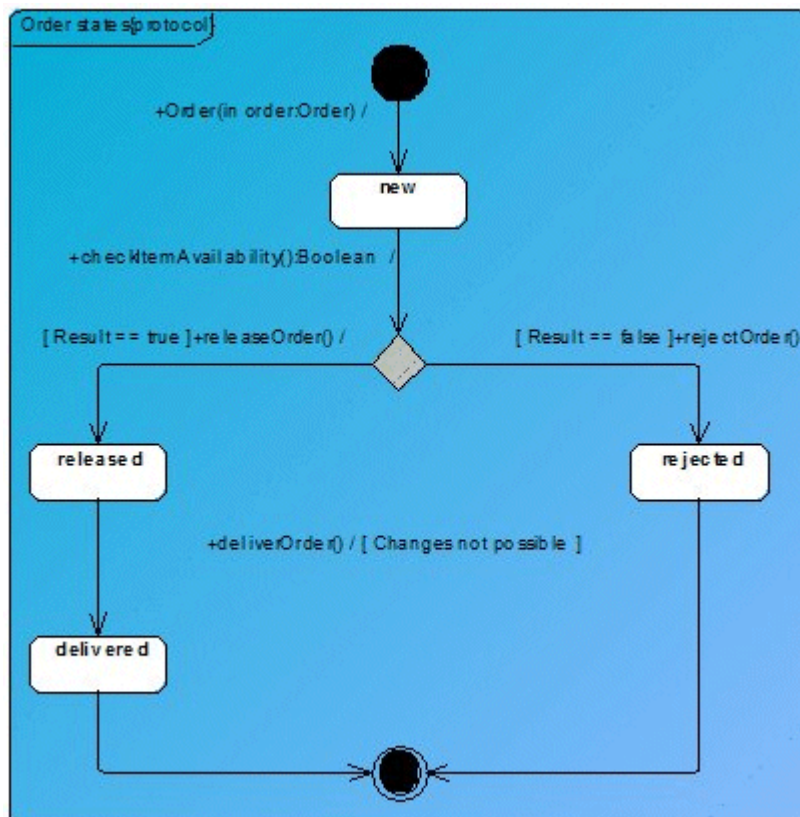 Order states{protocol}
+Order(in order:Order) /
new
+checkItemAvailability():Boolean /
[ Result == true ]+releaseOrder() /
[ Result == false ]+rejectOrder()
released
rejected
+deliverOrder() / [ Changes not possible ]
delivered